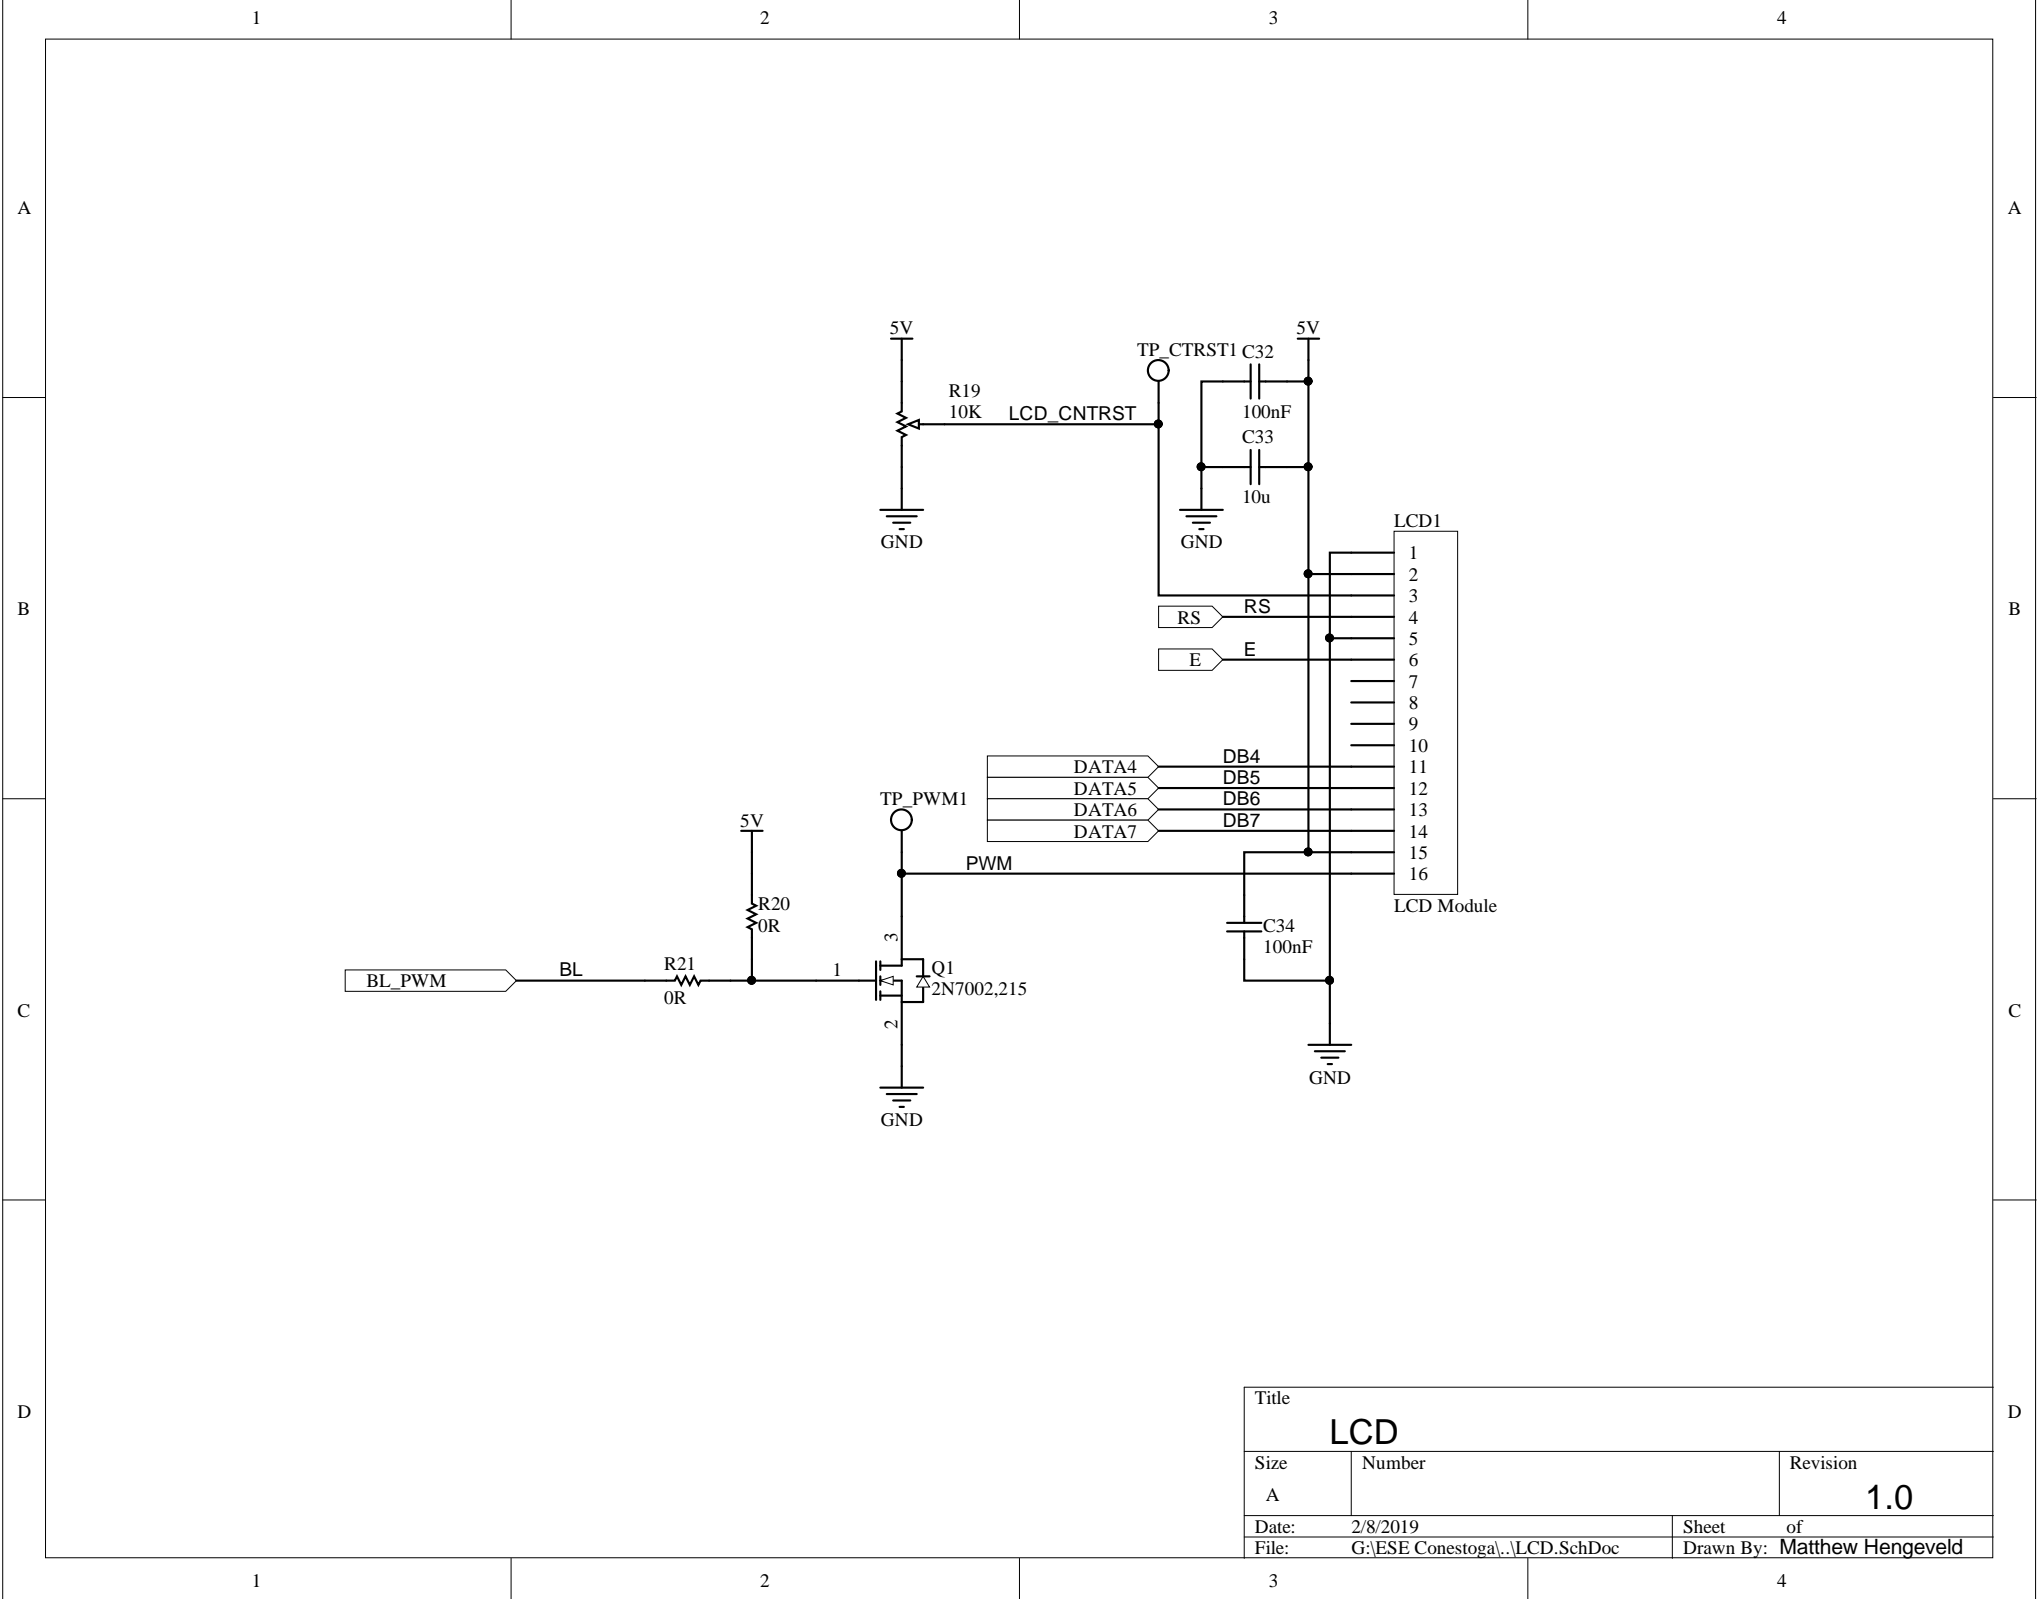 1 2 3 4
A A
5V 5V
TP_CTRST1 C32
R19
10K LCD_CNTRST 100nF
C33
10u
LCD1
GND GND
1
2
3
B RS RS 4 B
5
E E 6
7
8
9
10
DATA4 DB4 11
DATA5 DB5 12
TP_PWM1 DATA6 DB6 13
5V DATA7 DB7 14
15
PWM 16
R20 LCD Module
0R C34
3 100nF
BL_PWM BL R21 1 Q1
0R 2N7002,215
C 2 C
GND
GND
Title
D LCD D
Size Number Revision
A 1.0
Date: 2/8/2019 Sheet of
File: G:\ESE Conestoga\..\LCD.SchDoc Drawn By: Matthew Hengeveld
1 2 3 4